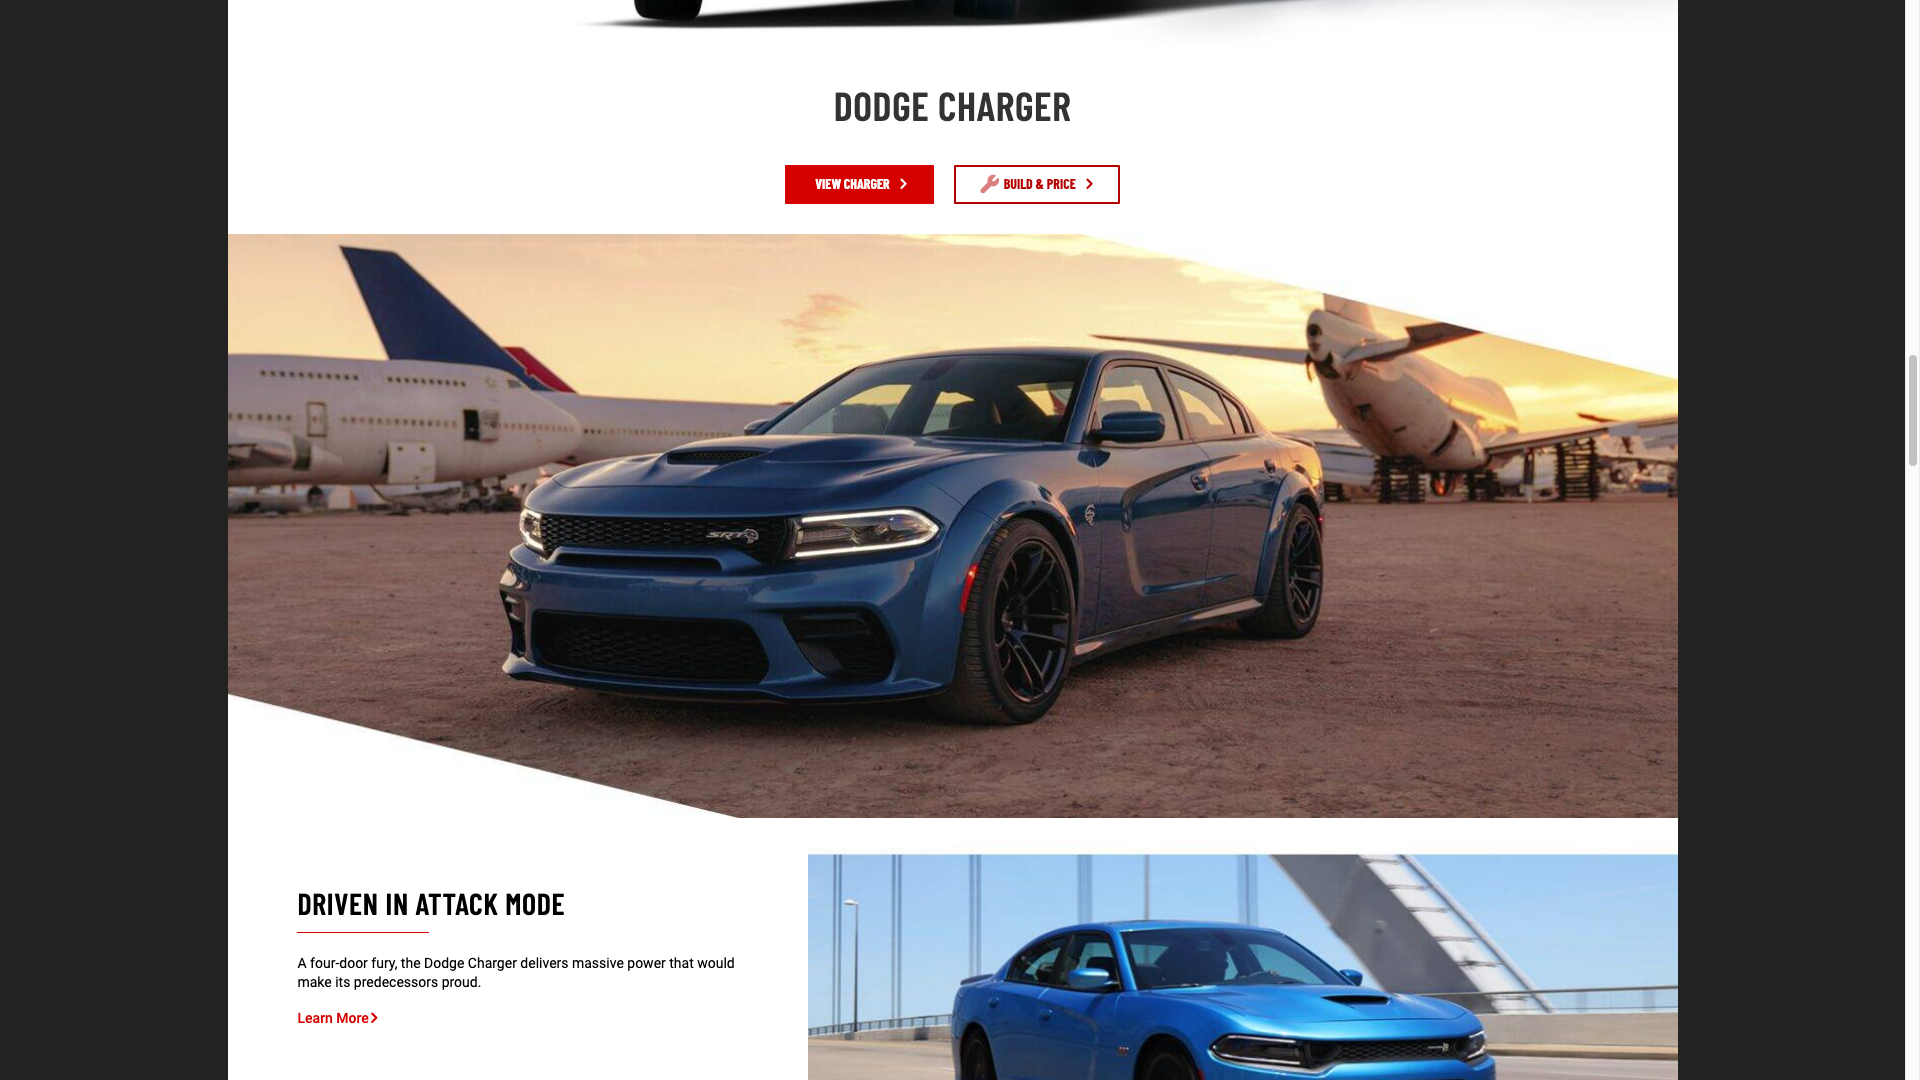 DODGE CHARGER
VIEW CHARGER
BUILD & PRICE
SRT
DRIVEN IN ATTACK MODE
A four-door fury, the Dodge Charger delivers massive power that would
make its predecessors proud.
Learn More